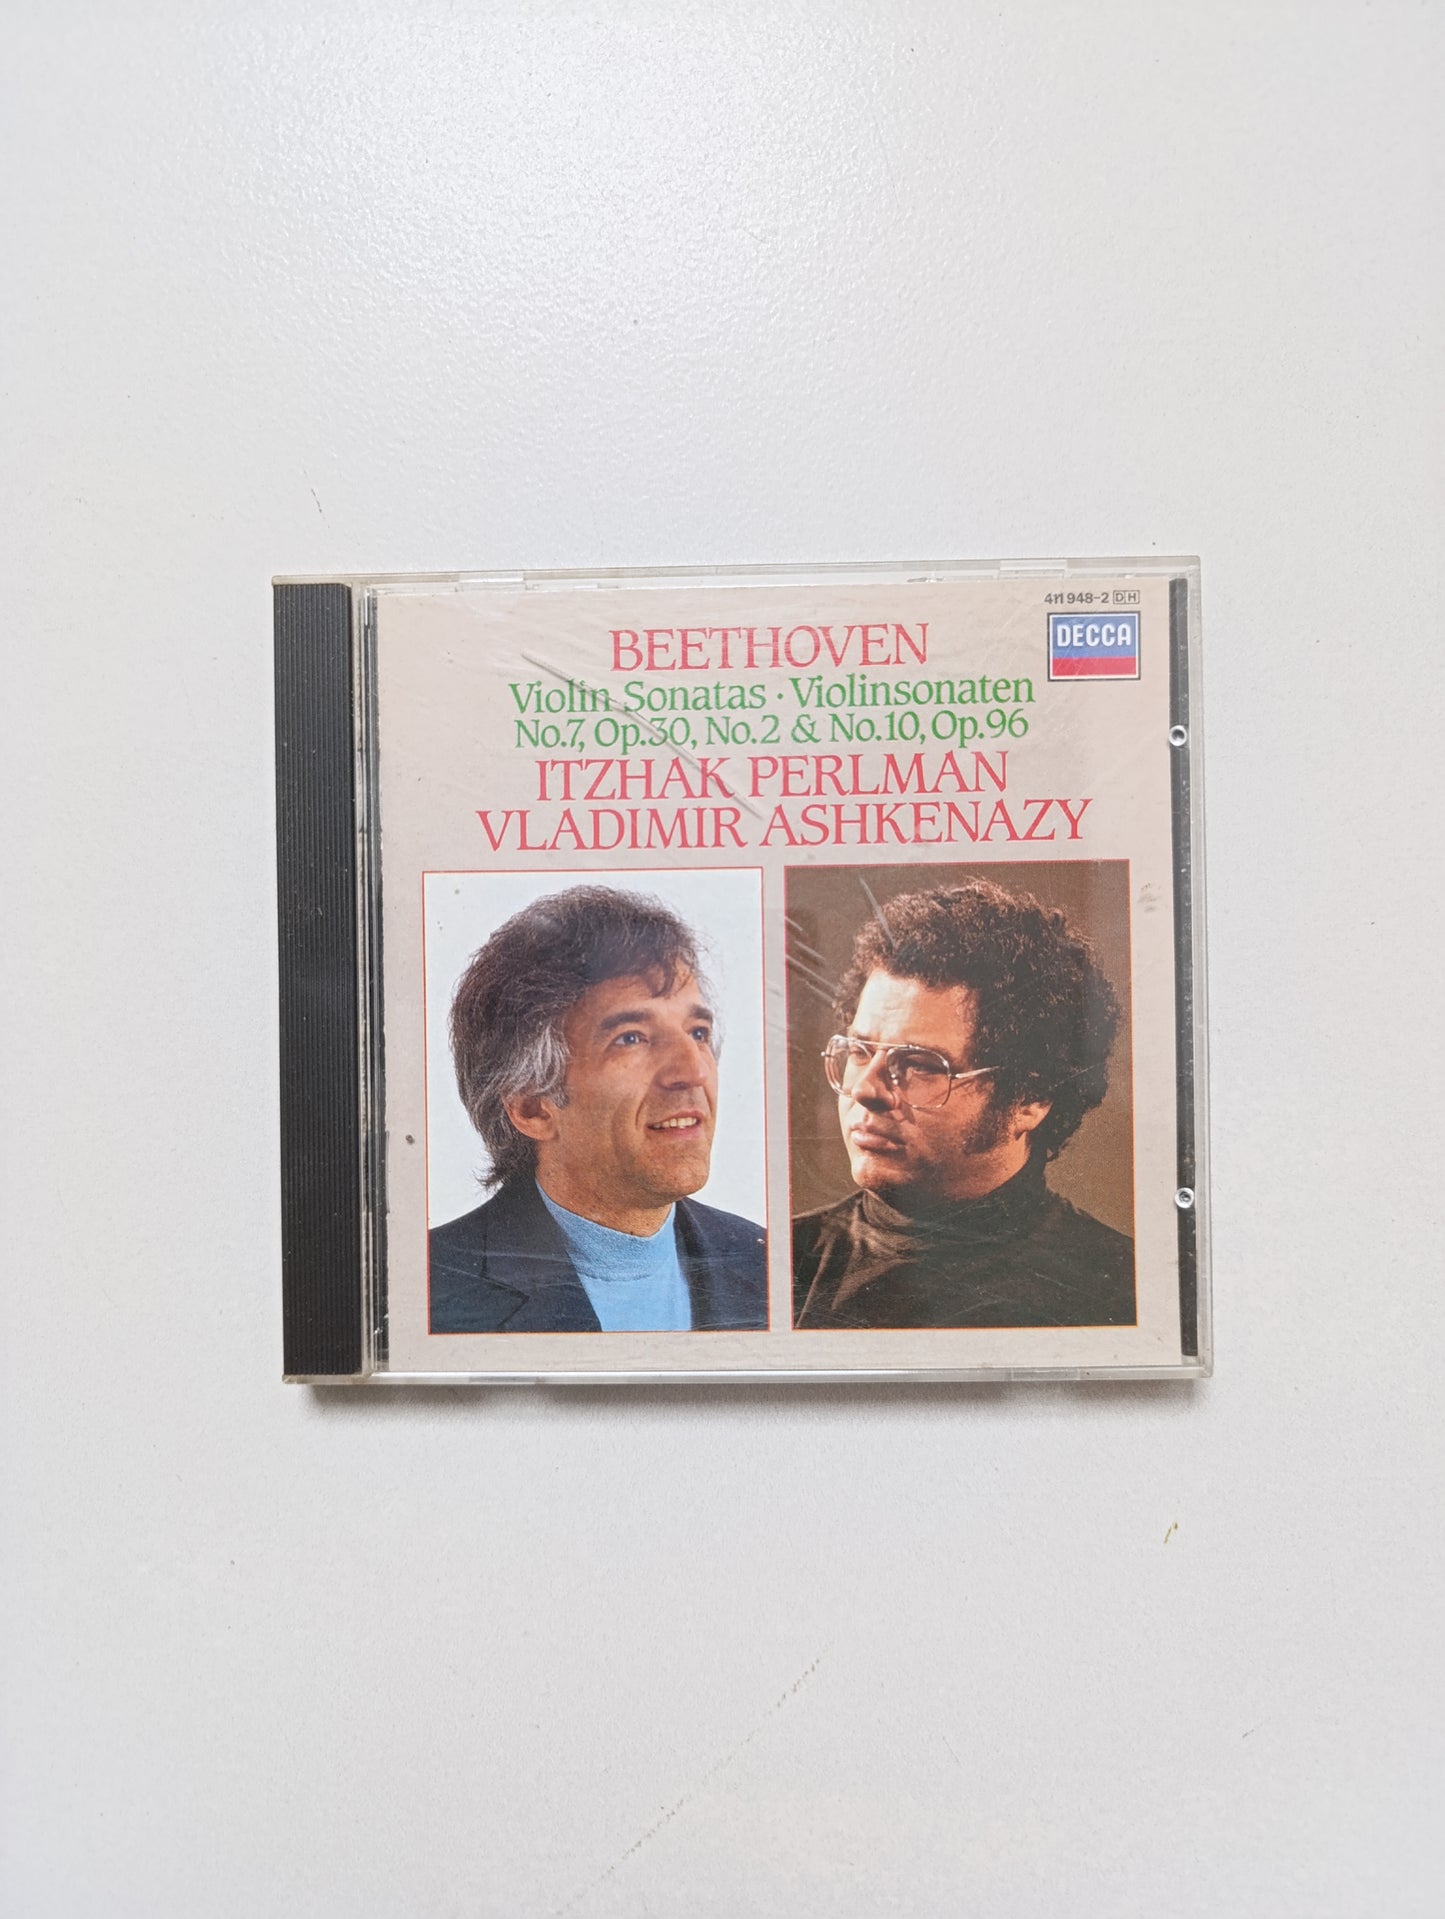 411 948-2 DH
DECCA
BEETHOVEN
Violin Sonatas · Violinsonaten
No.7, Op.30, No.2 & No.10, Op.96
ITZHAK PERLMAN
VLADIMIR ASHKENAZY